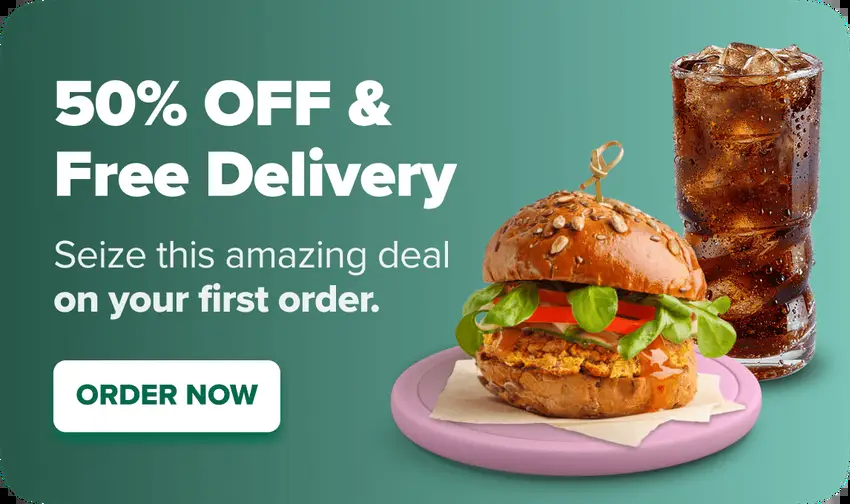 50% OFF &
Free Delivery
Seize this amazing deal
on your first order.
ORDER NOW